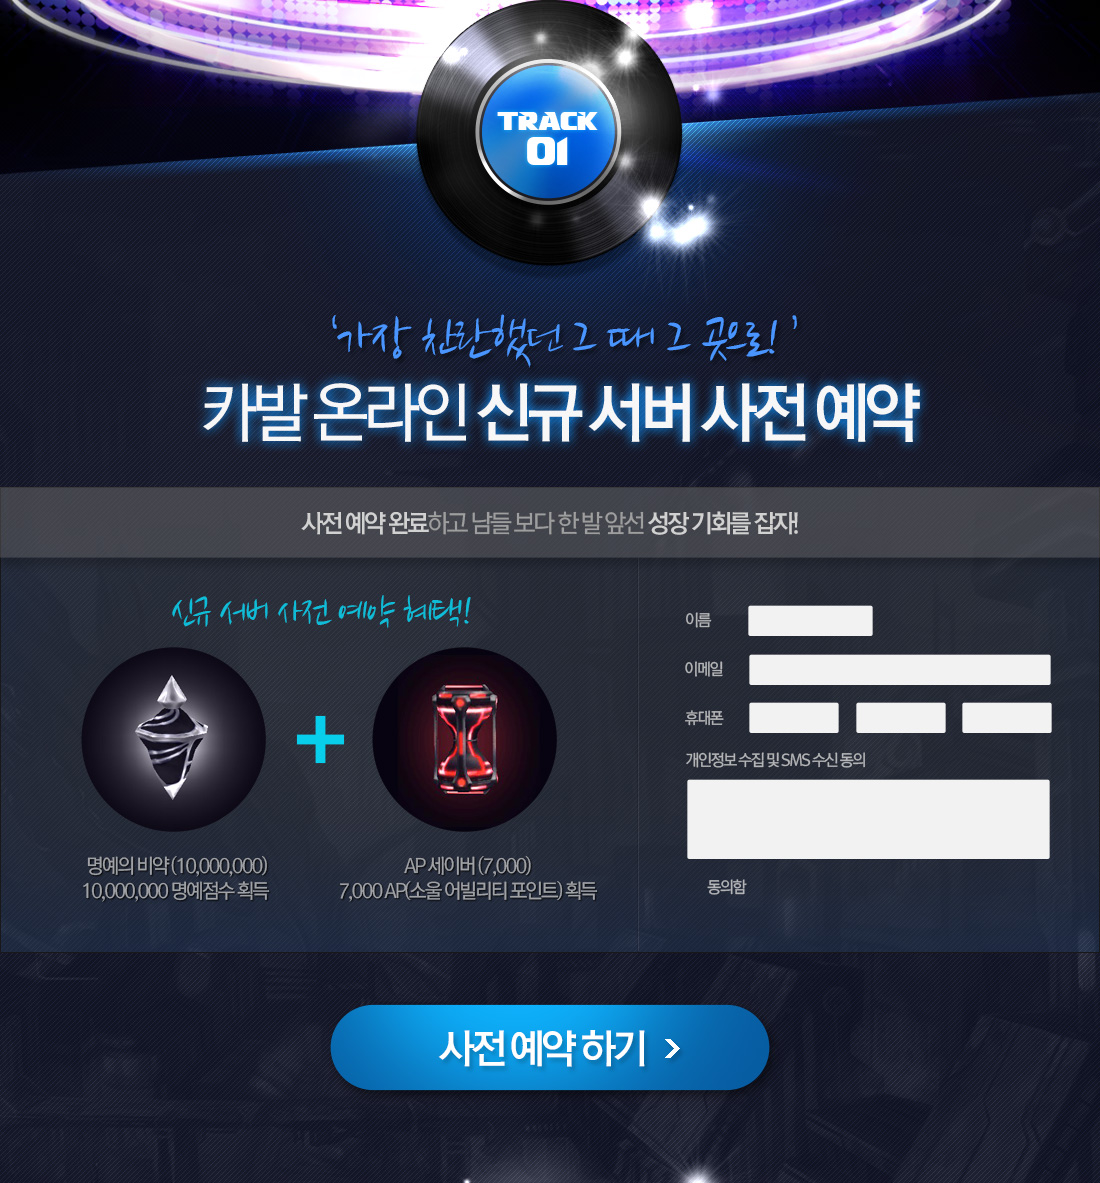 TRACK
01
'가장 찬란했던 그 때 그 곳으로!'
카발 온라인 신규 서버 사전 예약
사전 예약 완료하고 남들 보다 한 발 앞선 성장 기회를 잡자!
신규 서버 사전 예약 혜택!
명예의 비약 (10,000,000)
10,000,000 명예점수 획득
AP 세이버 (7,000)
7,000 AP(소울 어빌리티 포인트) 획득
이름
이메일
휴대폰
개인정보 수집 및 SMS 수신 동의
동의함
사전 예약 하기 >